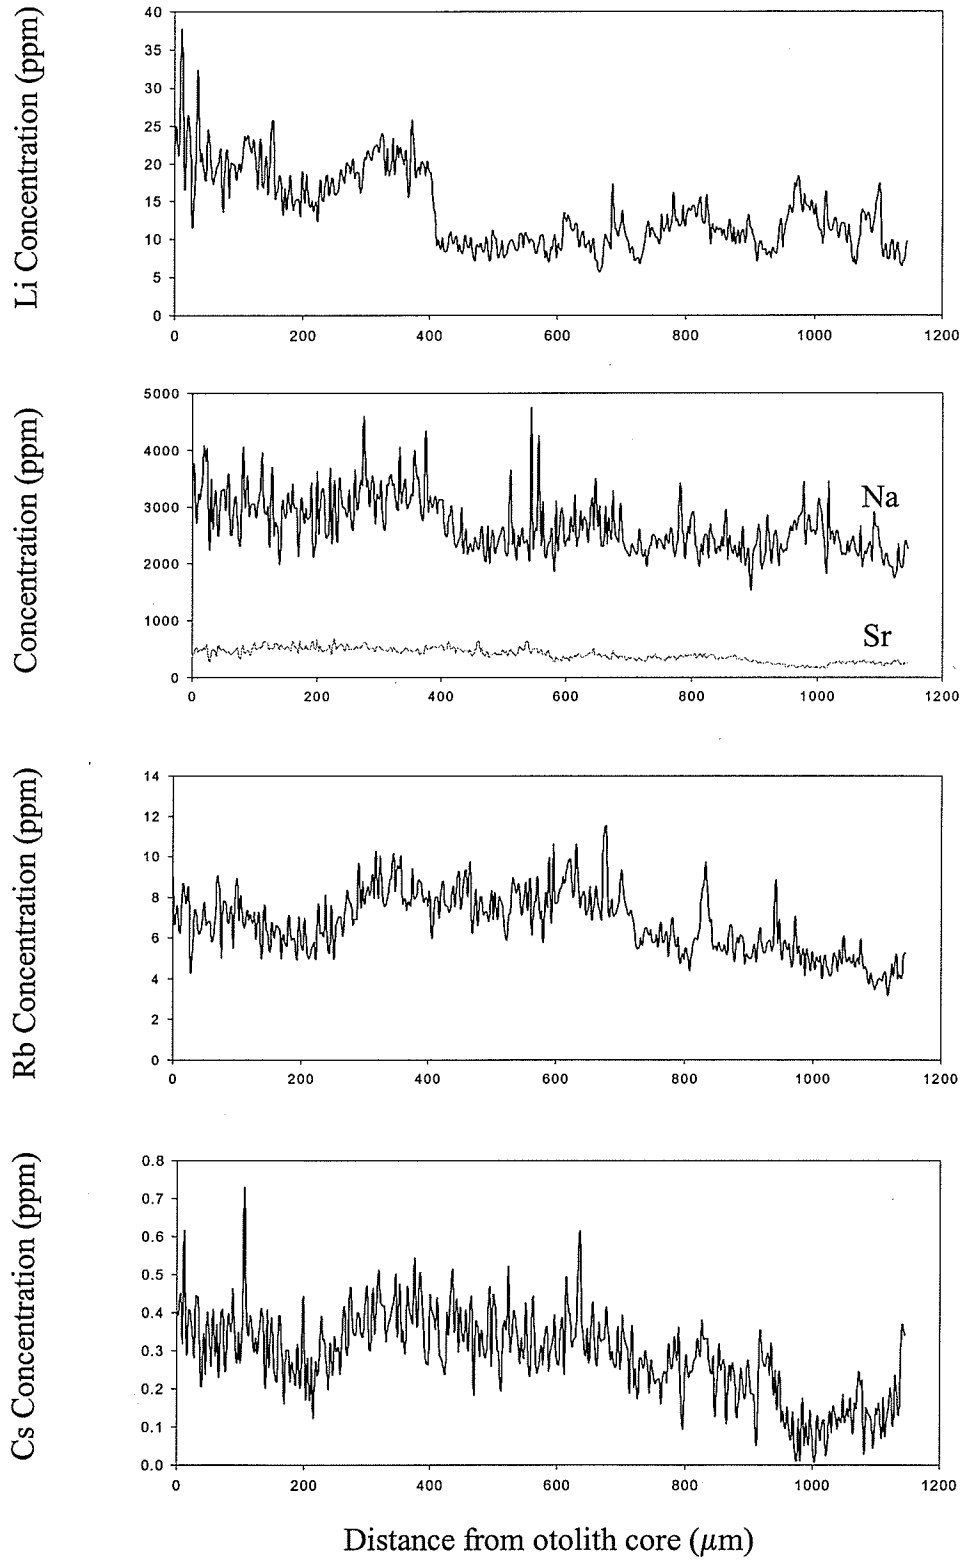 Li Concentration (ppm)
40
35
30
25
20
15
10
5
0
0 200 400 600 800 1000 1200
Concentration (ppm)
5000
4000
3000
2000
1000
0
Na
Sr
0 200 400 600 800 1000 1200
Rb Concentration (ppm)
14
12
10
8
6
4
2
0
0 200 400 600 800 1000 1200
Cs Concentration (ppm)
0.8
0.7
0.6
0.5
0.4
0.3
0.2
0.1
0.0
0 200 400 600 800 1000 1200
Distance from otolith core (μm)